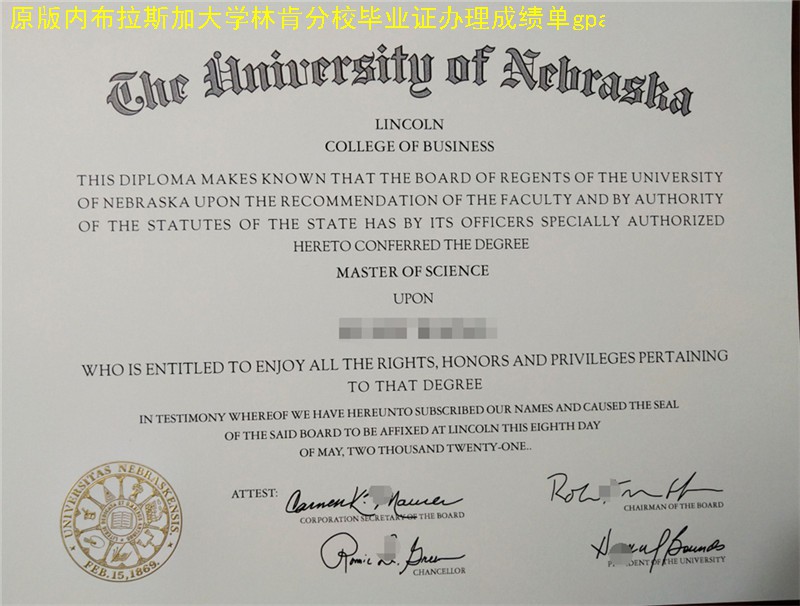 原版内布拉斯加大学林肯分校毕业证办理成绩单gpa
The University of Nebraska
LINCOLN
COLLEGE OF BUSINESS
THIS DIPLOMA MAKES KNOWN THAT THE BOARD OF REGENTS OF THE UNIVERSITY
OF NEBRASKA UPON THE RECOMMENDATION OF THE FACULTY AND BY AUTHORITY
OF THE STATUTES OF THE STATE HAS BY ITS OFFICERS SPECIALLY AUTHORIZED
HERETO CONFERRED THE DEGREE
MASTER OF SCIENCE
UPON
WHO IS ENTITLED TO ENJOY ALL THE RIGHTS, HONORS AND PRIVILEGES PERTAINING
TO THAT DEGREE
IN TESTIMONY WHEREOF WE HAVE HEREUNTO SUBSCRIBED OUR NAMES AND CAUSED THE SEAL
OF THE SAID BOARD TO BE AFFIXED AT LINCOLN THIS EIGHTH DAY
OF MAY, TWO THOUSAND TWENTY-ONE..
UNIVERSITAS NEBRASKENSIS.
FEB.15,1869.
ATTEST:
CORPORATION SECRETARY OF THE BOARD
CHAIRMAN OF THE BOARD
CHANCELLOR
OF THE UNIVERSITY